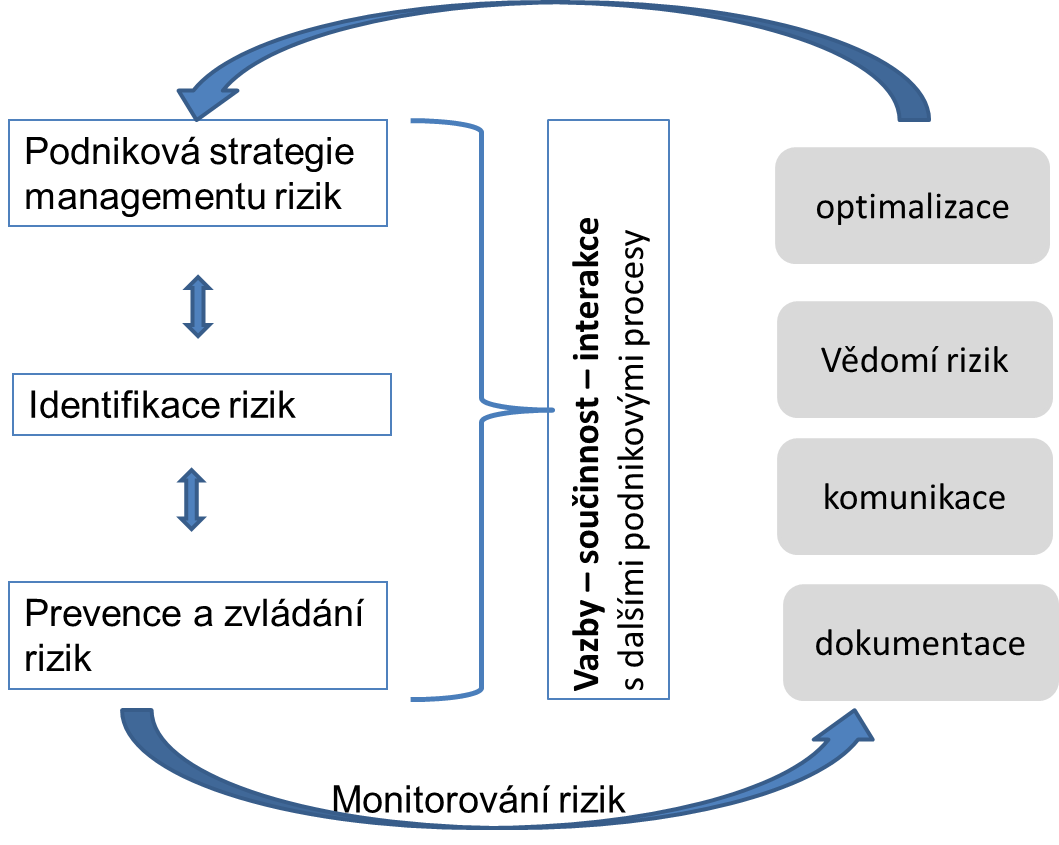 Podniková strategie
managementu rizik
Identifikace rizik
Prevence a zvládání
rizik
Vazby – součinnost – interakce
s dalšími podnikovými procesy
optimalizace
Vědomí rizik
komunikace
dokumentace
Monitorování rizik